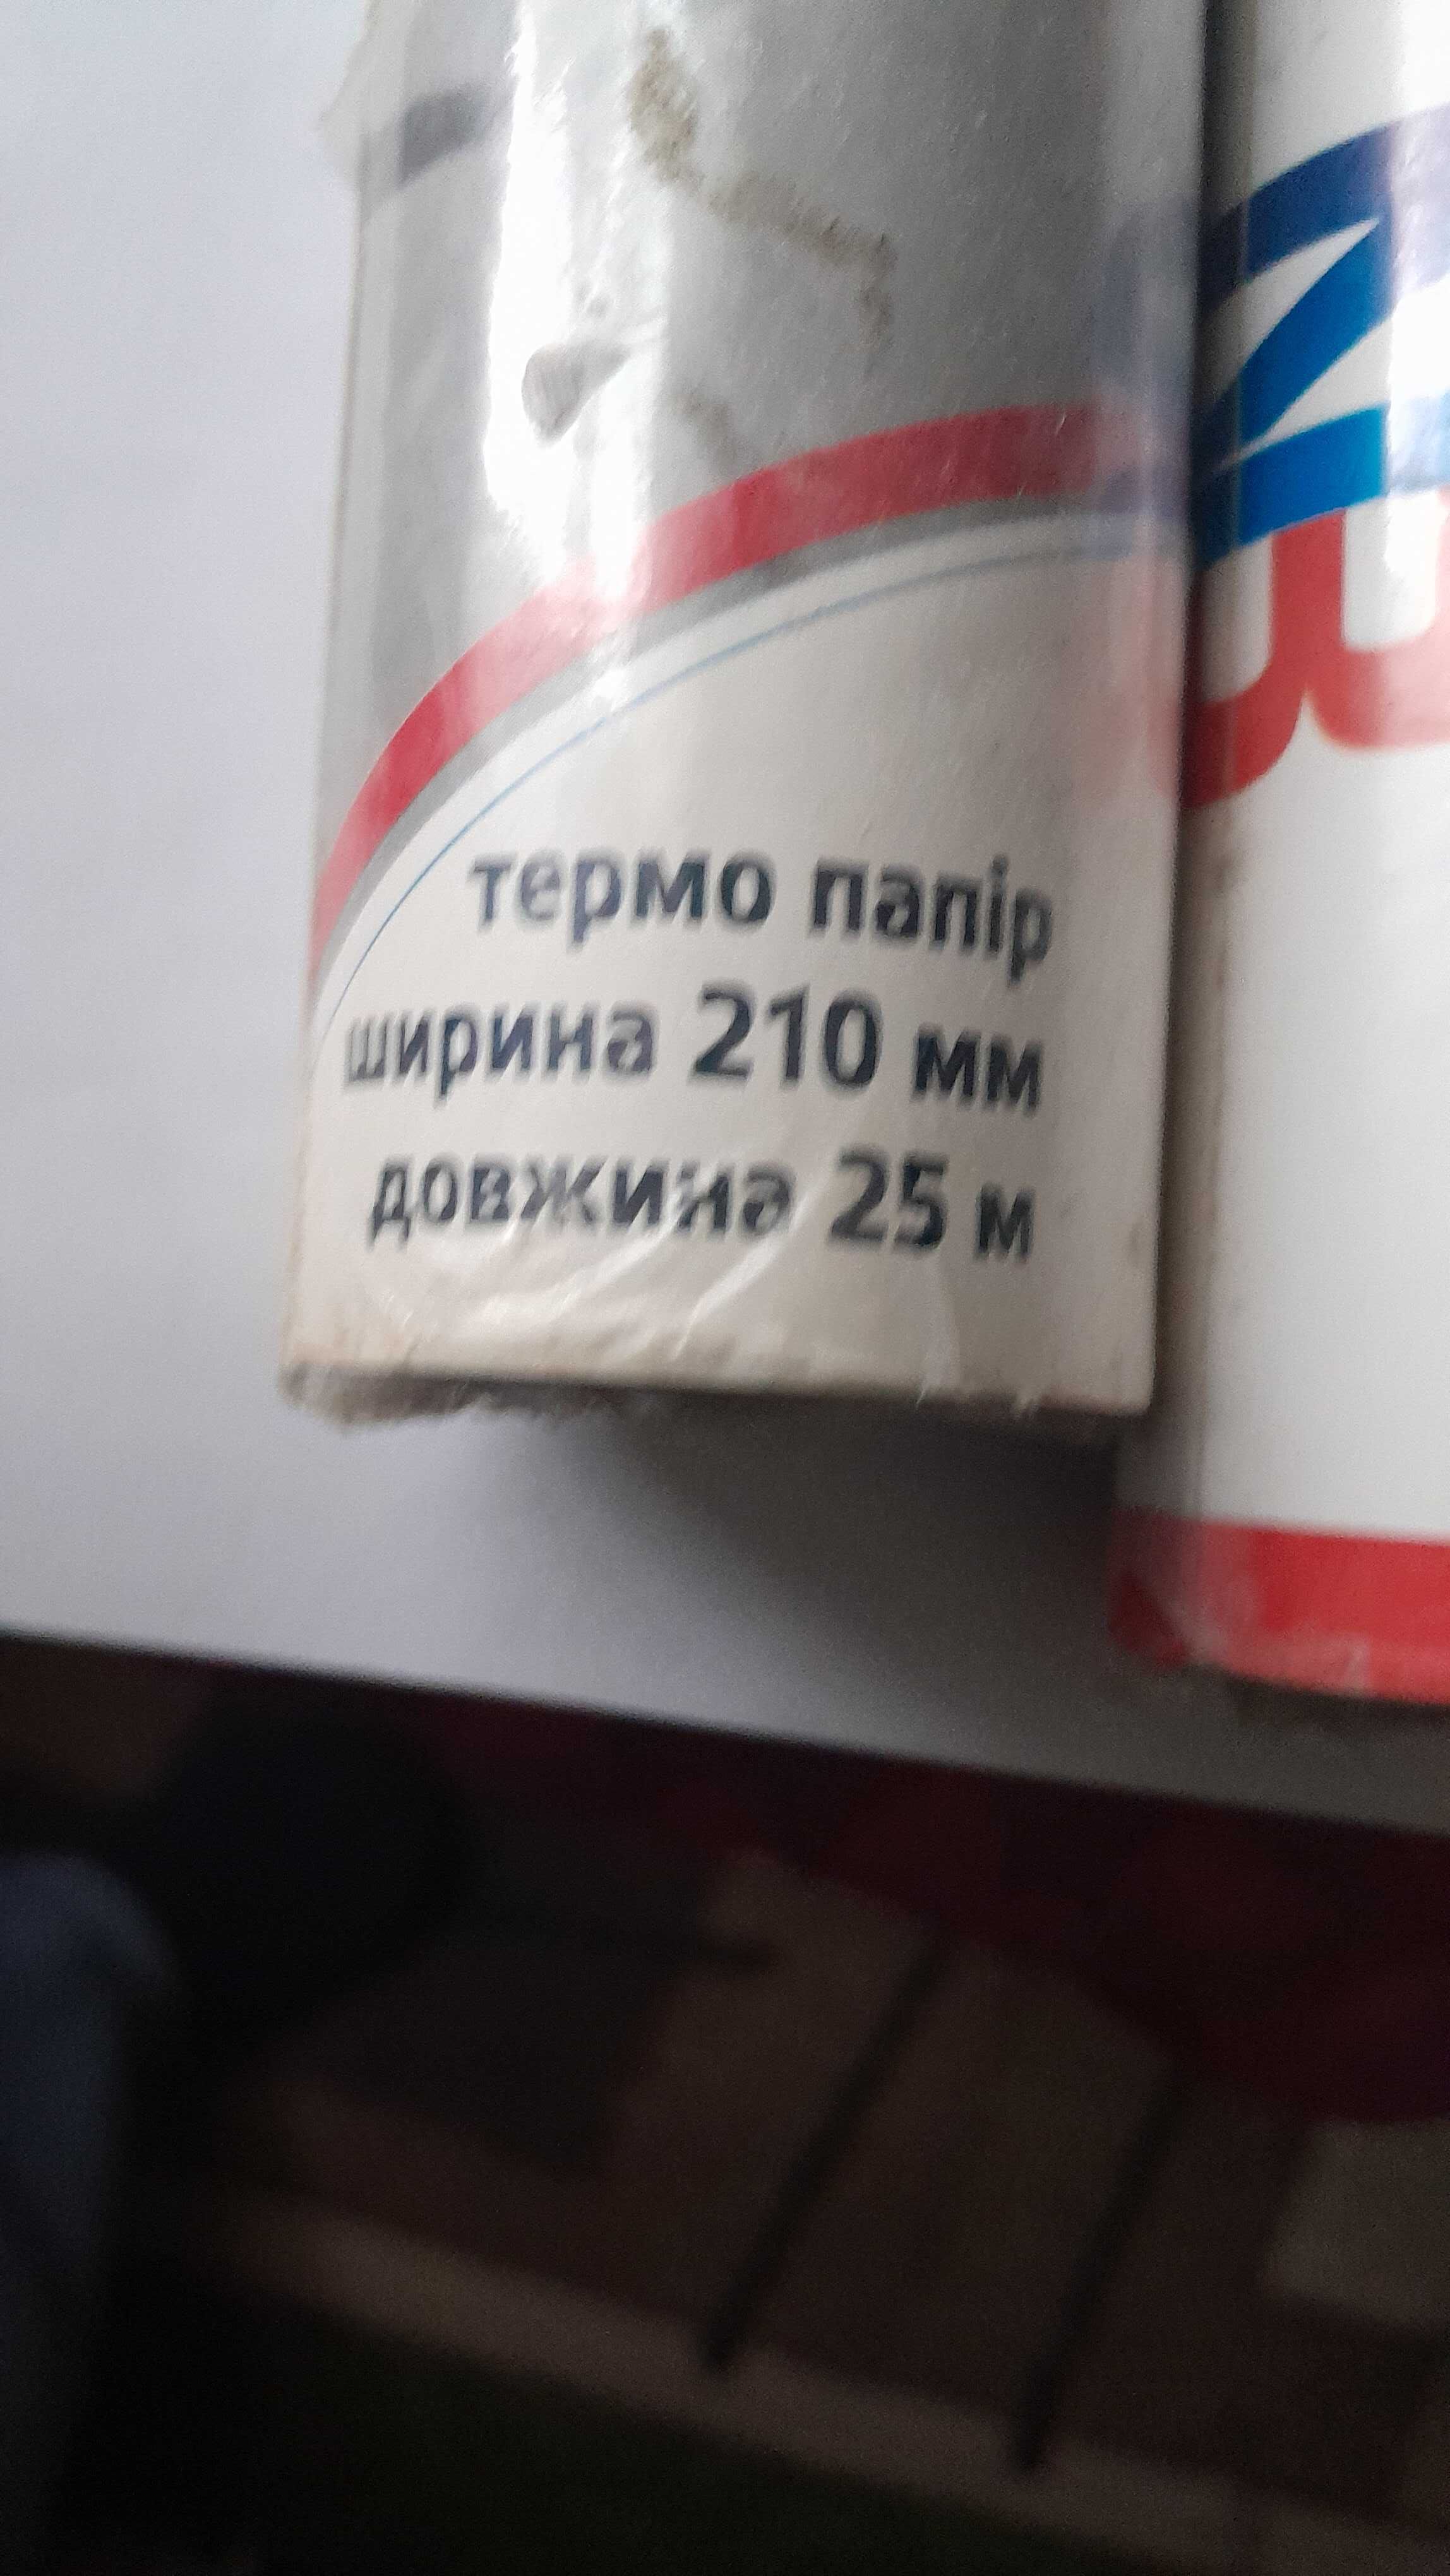 термо папір
ширина 210 мм
довжина 25 м